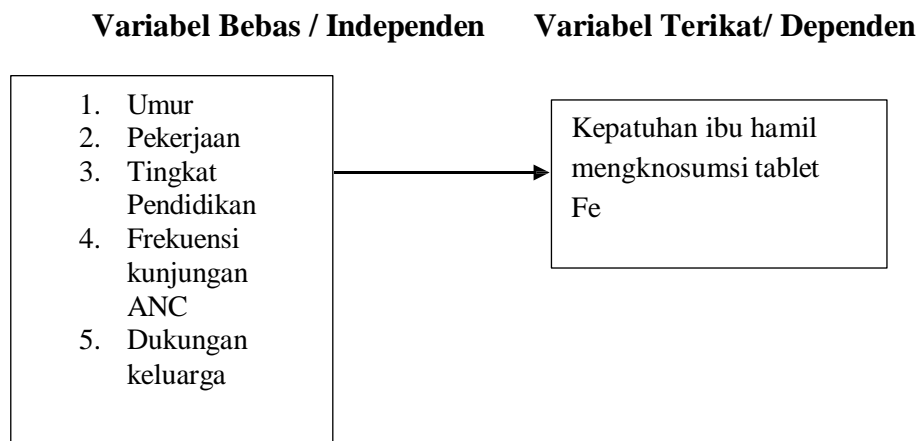 Variabel Bebas / Independen
Variabel Terikat/ Dependen
1. Umur
2. Pekerjaan
3. Tingkat
Pendidikan
4. Frekuensi
kunjungan
ANC
5. Dukungan
keluarga
Kepatuhan ibu hamil
mengknosumsi tablet
Fe